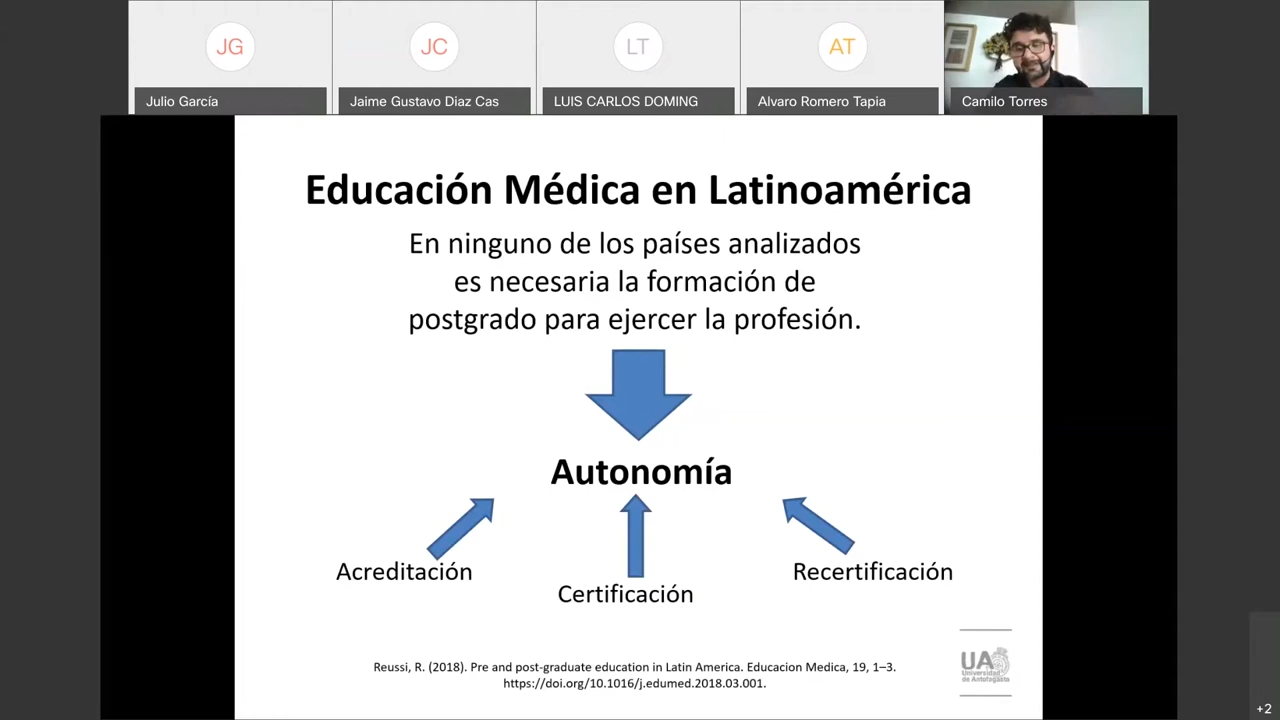 JG
JC
LT
AT
Julio García
Jaime Gustavo Diaz Cas
LUIS CARLOS DOMING
Alvaro Romero Tapia
Camilo Torres
Educación Médica en Latinoamérica
En ninguno de los países analizados
es necesaria la formación de
postgrado para ejercer la profesión.
Autonomía
Acreditación
Certificación
Recertificación
Reussi, R. (2018). Pre and post-graduate education in Latin America. Educacion Medica, 19, 1–3.
https://doi.org/10.1016/j.edumed.2018.03.001.
UA
Universidad
de Antofagasta
+2